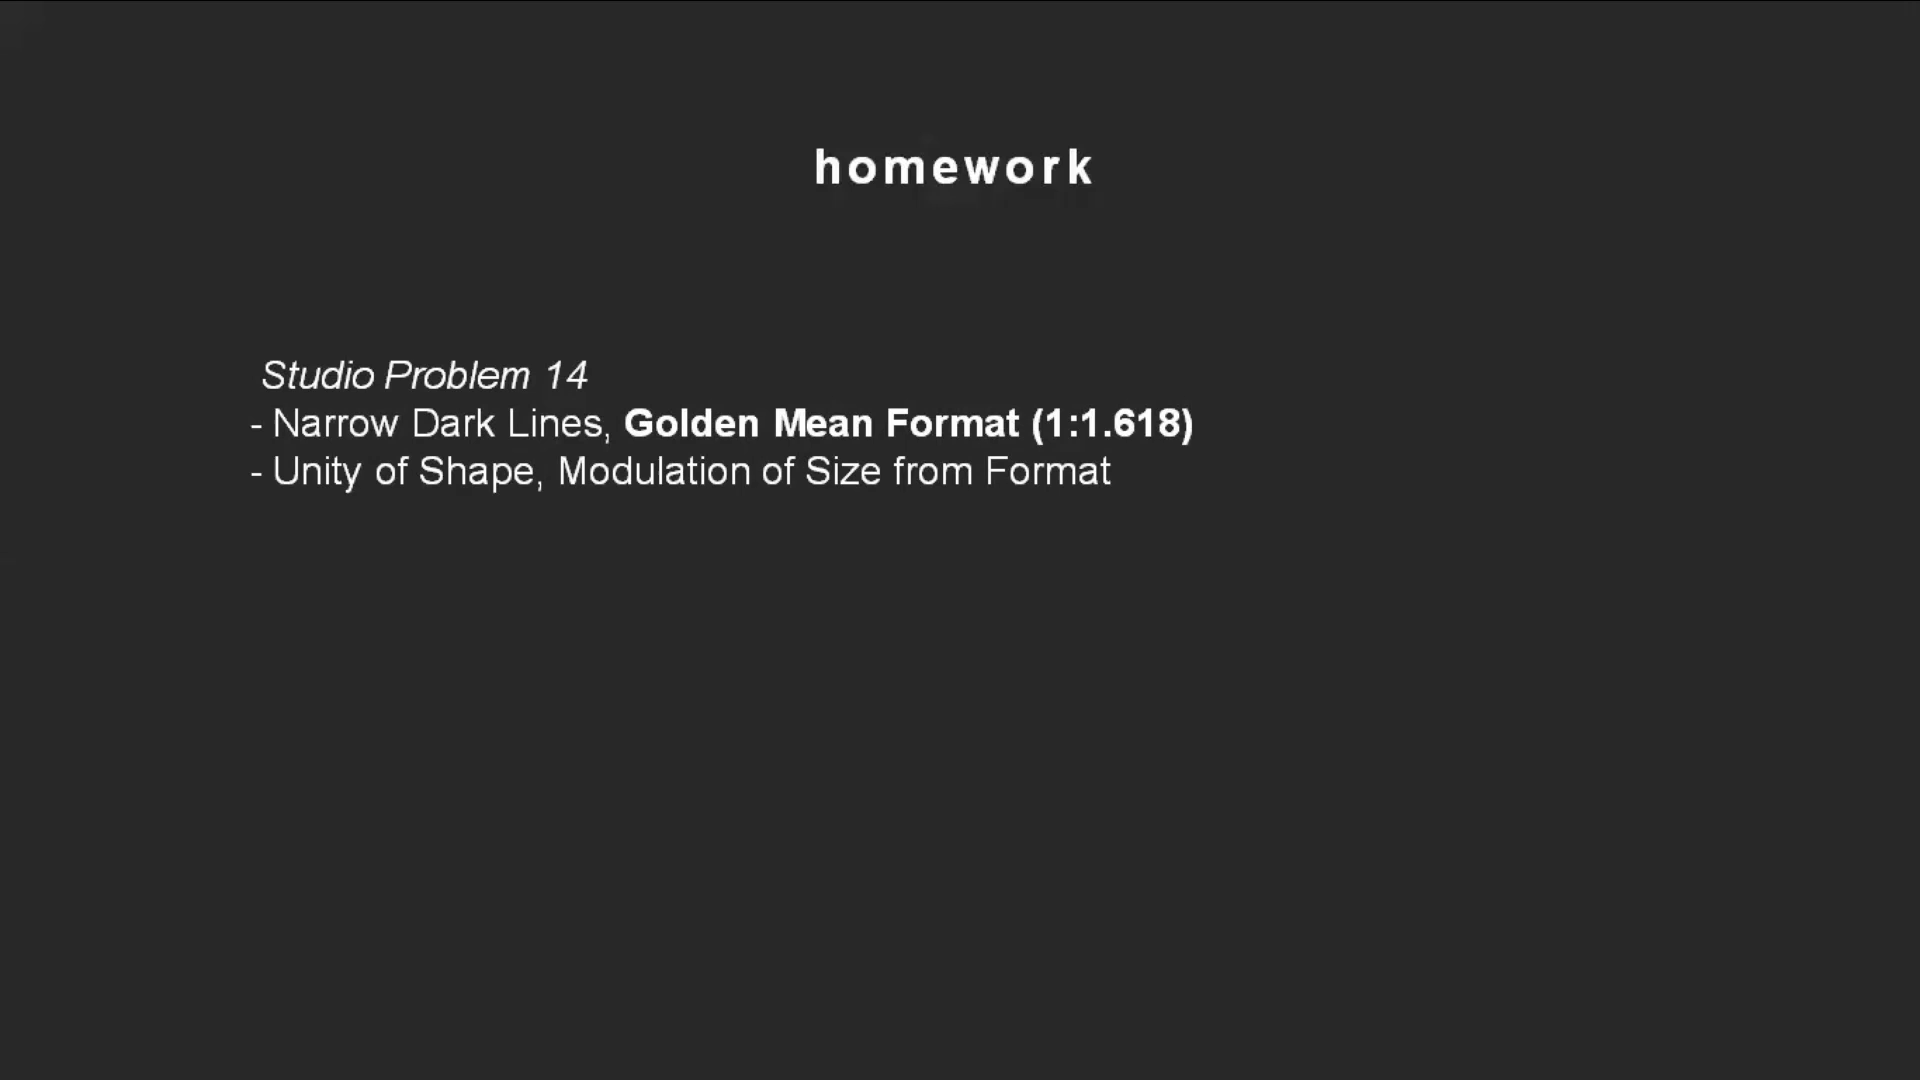 homework
Studio Problem 14
- Narrow Dark Lines, Golden Mean Format (1:1.618)
- Unity of Shape, Modulation of Size from Format